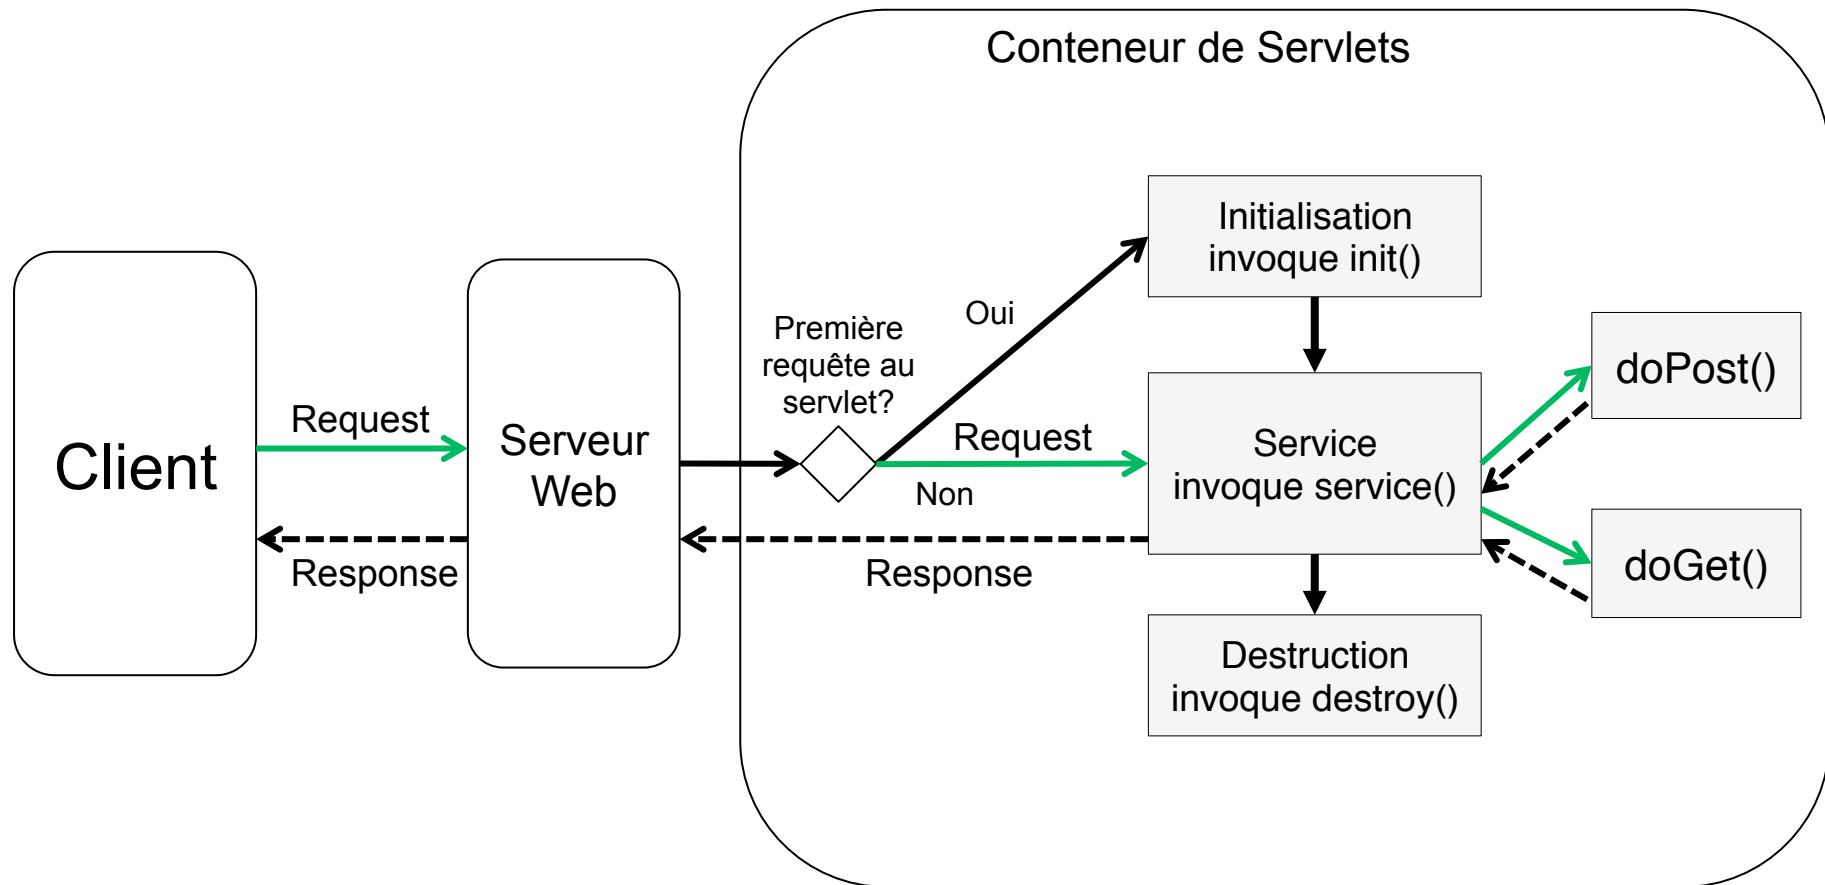 Conteneur de Servlets
Initialisation
invoque init()
Oui
Première
requête au
servlet?
doPost()
Request
Request
Client
Serveur
Web
Service
invoque service()
Non
doGet()
Response
Response
Destruction
invoque destroy()